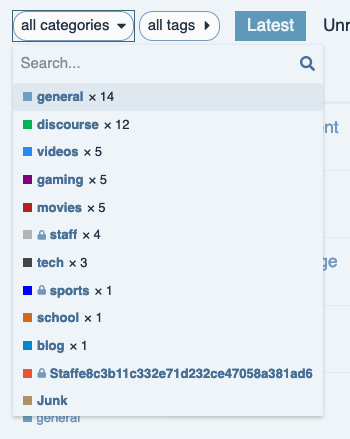 all categories all tags Latest Unr
Search...
general × 14
nt
discourse × 12
videos × 5
gaming × 5
movies × 5
staff × 4
tech × 3
ge
sports × 1
school × 1
blog × 1
Staffe8c3b11c332e71d232ce47058a381ad6
Junk
general